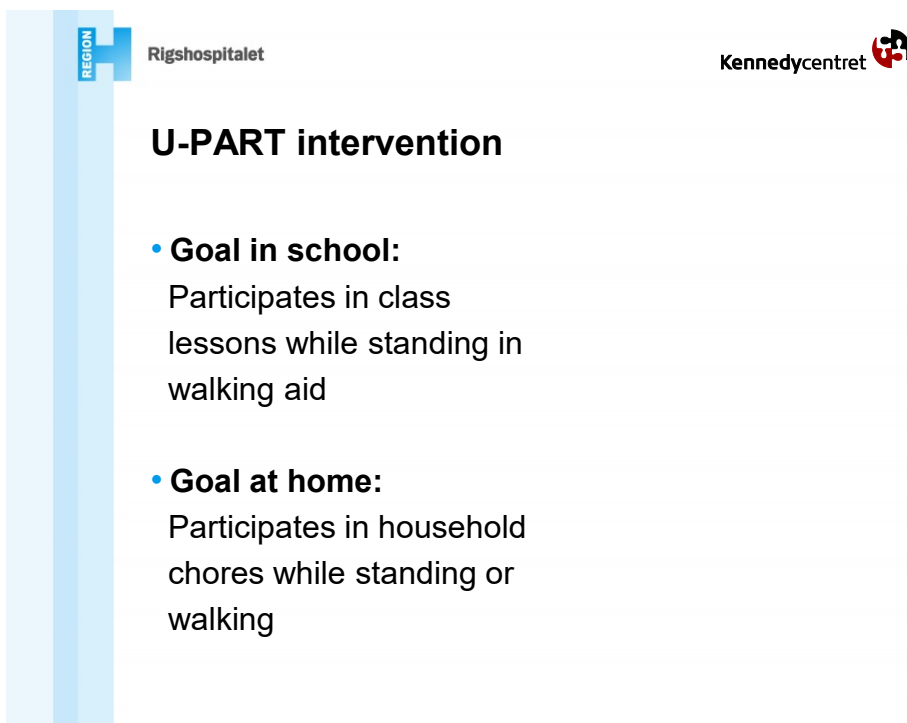 REGION
Rigshospitalet
Kennedycentret
U-PART intervention
• Goal in school:
Participates in class
lessons while standing in
walking aid
• Goal at home:
Participates in household
chores while standing or
walking